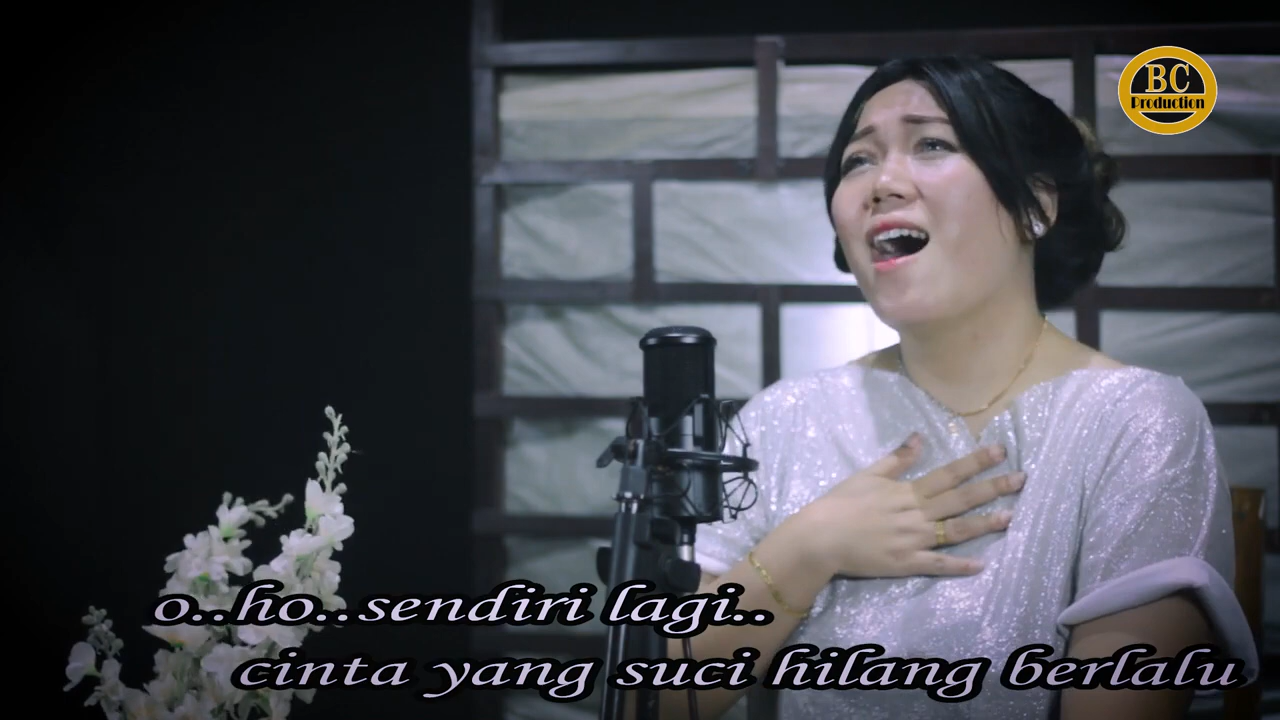 BC
Production
o..ho..sendiri lagi..
cinta yang suci hilang berlalu